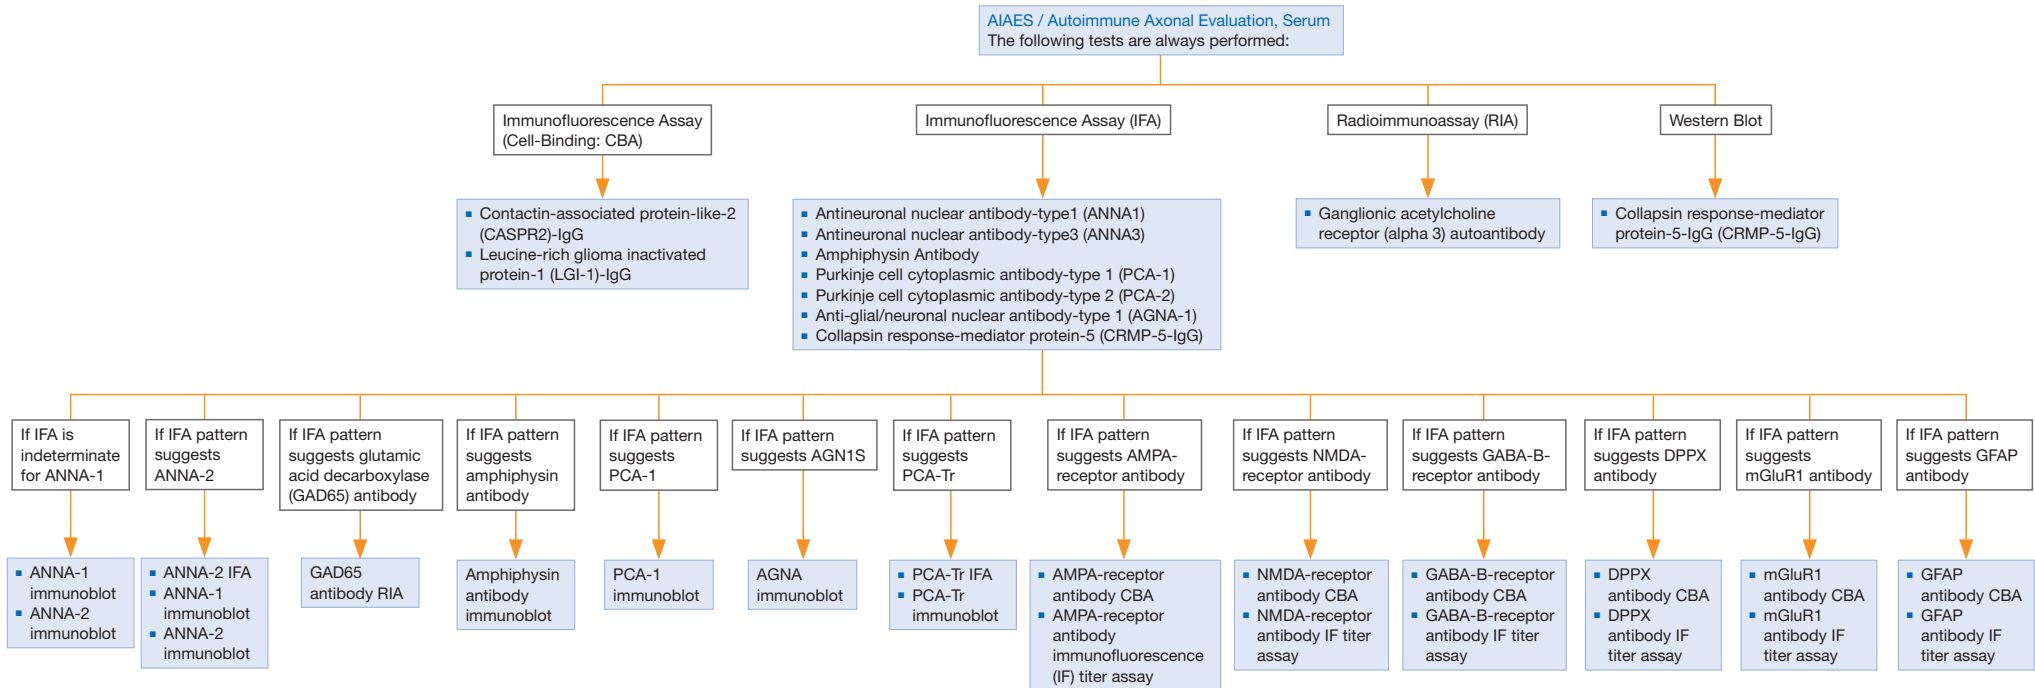 AIAES / Autoimmune Axonal Evaluation, Serum
The following tests are always performed:
Immunofluorescence Assay
(Cell-Binding: CBA)
Immunofluorescence Assay (IFA)
Radioimmunoassay (RIA)
Western Blot
▪ Contactin-associated protein-like-2
(CASPR2)-IgG
▪ Leucine-rich glioma inactivated
protein-1 (LGI-1)-IgG
▪ Antineuronal nuclear antibody-type1 (ANNA1)
▪ Antineuronal nuclear antibody-type3 (ANNA3)
▪ Amphiphysin Antibody
▪ Purkinje cell cytoplasmic antibody-type 1 (PCA-1)
▪ Purkinje cell cytoplasmic antibody-type 2 (PCA-2)
▪ Anti-glial/neuronal nuclear antibody-type 1 (AGNA-1)
▪ Collapsin response-mediator protein-5 (CRMP-5-IgG)
▪ Ganglionic acetylcholine
receptor (alpha 3) autoantibody
▪ Collapsin response-mediator
protein-5-IgG (CRMP-5-IgG)
If IFA is
indeterminate
for ANNA-1
If IFA pattern
suggests
ANNA-2
If IFA pattern
suggests glutamic
acid decarboxylase
(GAD65) antibody
If IFA pattern
suggests
amphiphysin
antibody
If IFA pattern
suggests
PCA-1
If IFA pattern
suggests AGN1S
If IFA pattern
suggests
PCA-Tr
If IFA pattern
suggests AMPA-
receptor antibody
If IFA pattern
suggests NMDA-
receptor antibody
If IFA pattern
suggests GABA-B-
receptor antibody
If IFA pattern
suggests DPPX
antibody
If IFA pattern
suggests
mGluR1 antibody
If IFA pattern
suggests GFAP
antibody
▪ ANNA-1
immunoblot
▪ ANNA-2
immunoblot
▪ ANNA-2 IFA
▪ ANNA-1
immunoblot
▪ ANNA-2
immunoblot
GAD65
antibody RIA
Amphiphysin
antibody
immunoblot
PCA-1
immunoblot
AGNA
immunoblot
▪ PCA-Tr IFA
▪ PCA-Tr
immunoblot
▪ AMPA-receptor
antibody CBA
▪ AMPA-receptor
antibody
immunofluorescence
(IF) titer assay
▪ NMDA-receptor
antibody CBA
▪ NMDA-receptor
antibody IF titer
assay
▪ GABA-B-receptor
antibody CBA
▪ GABA-B-receptor
antibody IF titer
assay
▪ DPPX
antibody CBA
▪ DPPX
antibody IF
titer assay
▪ mGluR1
antibody CBA
▪ mGluR1
antibody IF
titer assay
▪ GFAP
antibody CBA
▪ GFAP
antibody IF
titer assay